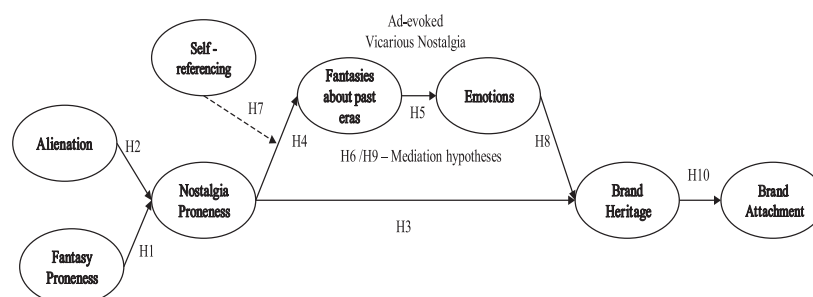 Ad-evoked
Vicarious Nostalgia
Self -
referencing
Fantasies
about past
eras
Emotions
H7
H5
H4
H8
Alienation
H2
H6 /H9 – Mediation hypotheses
Nostalgia
Proneness
Brand
Heritage
H10
Brand
Attachment
H3
Fantasy
Proneness
H1